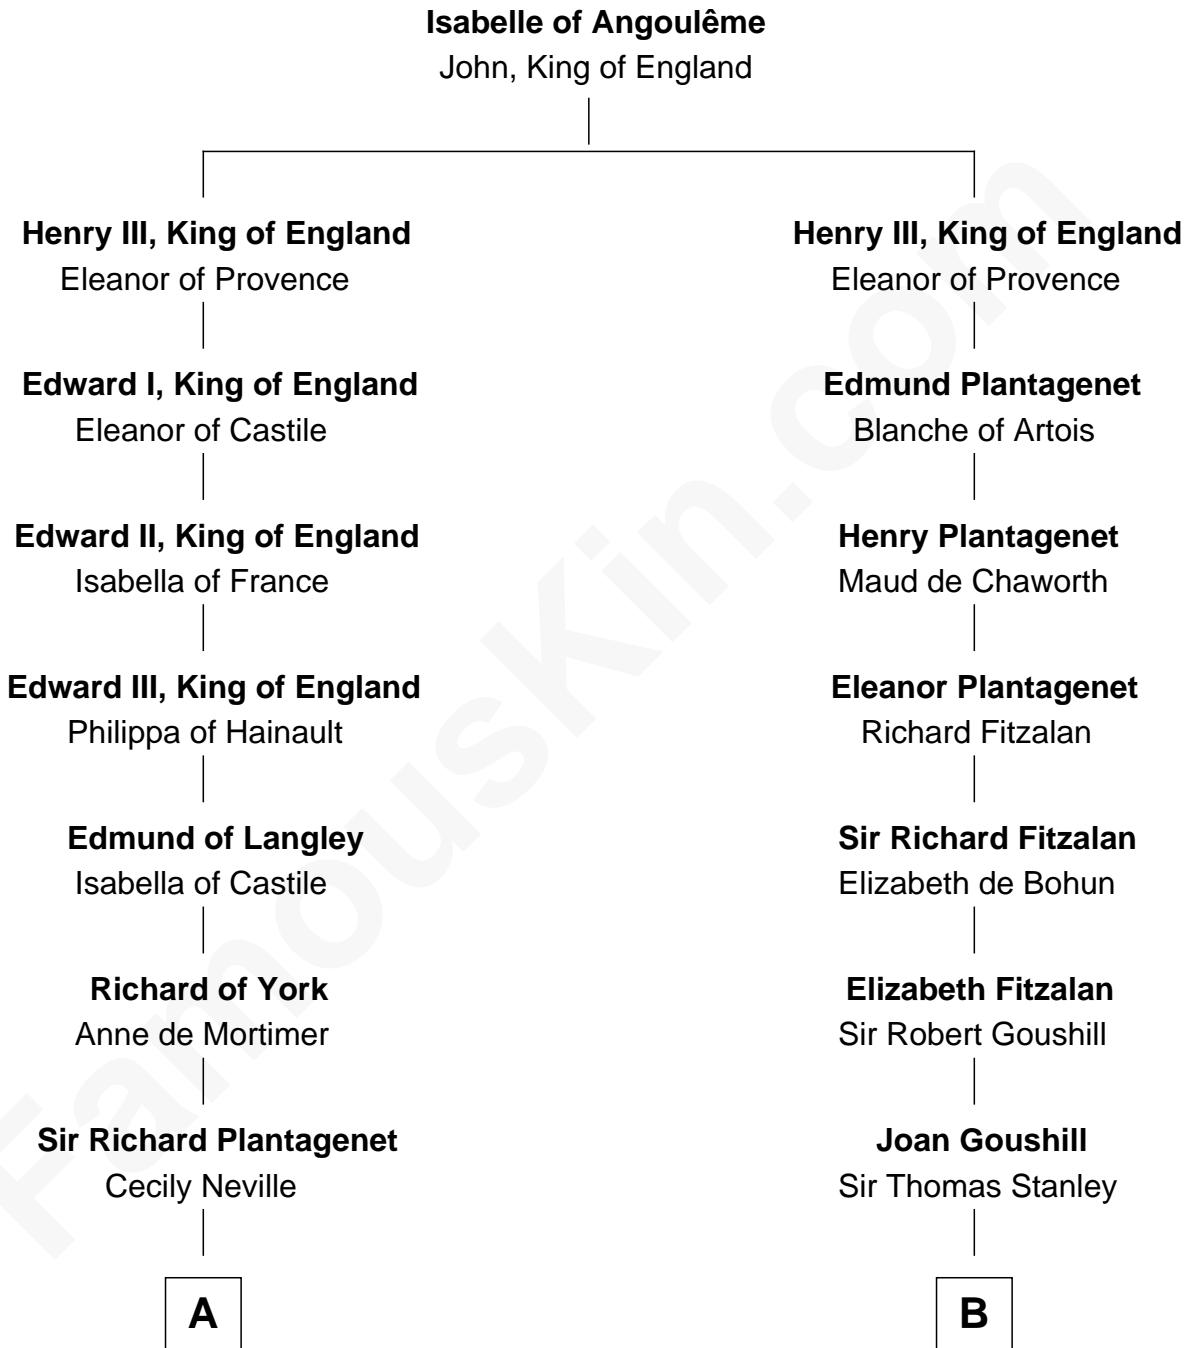 Isabelle of Angoulême
John, King of England
Henry III, King of England
Eleanor of Provence
Edward I, King of England
Eleanor of Castile
Edward II, King of England
Isabella of France
Edward III, King of England
Philippa of Hainault
Edmund of Langley
Isabella of Castile
Richard of York
Anne de Mortimer
Sir Richard Plantagenet
Cecily Neville
A
Henry III, King of England
Eleanor of Provence
Edmund Plantagenet
Blanche of Artois
Henry Plantagenet
Maud de Chaworth
Eleanor Plantagenet
Richard Fitzalan
Sir Richard Fitzalan
Elizabeth de Bohun
Elizabeth Fitzalan
Sir Robert Goushill
Joan Goushill
Sir Thomas Stanley
B
FamousKin.com